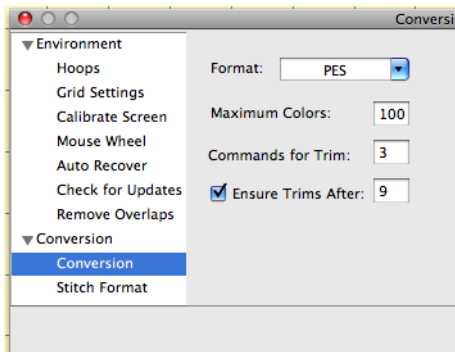 Conversi
Environment
Hoops
Grid Settings
Calibrate Screen
Mouse Wheel
Auto Recover
Check for Updates
Remove Overlaps
Conversion
Conversion
Stitch Format
Format: PES
Maximum Colors: 100
Commands for Trim: 3
Ensure Trims After: 9